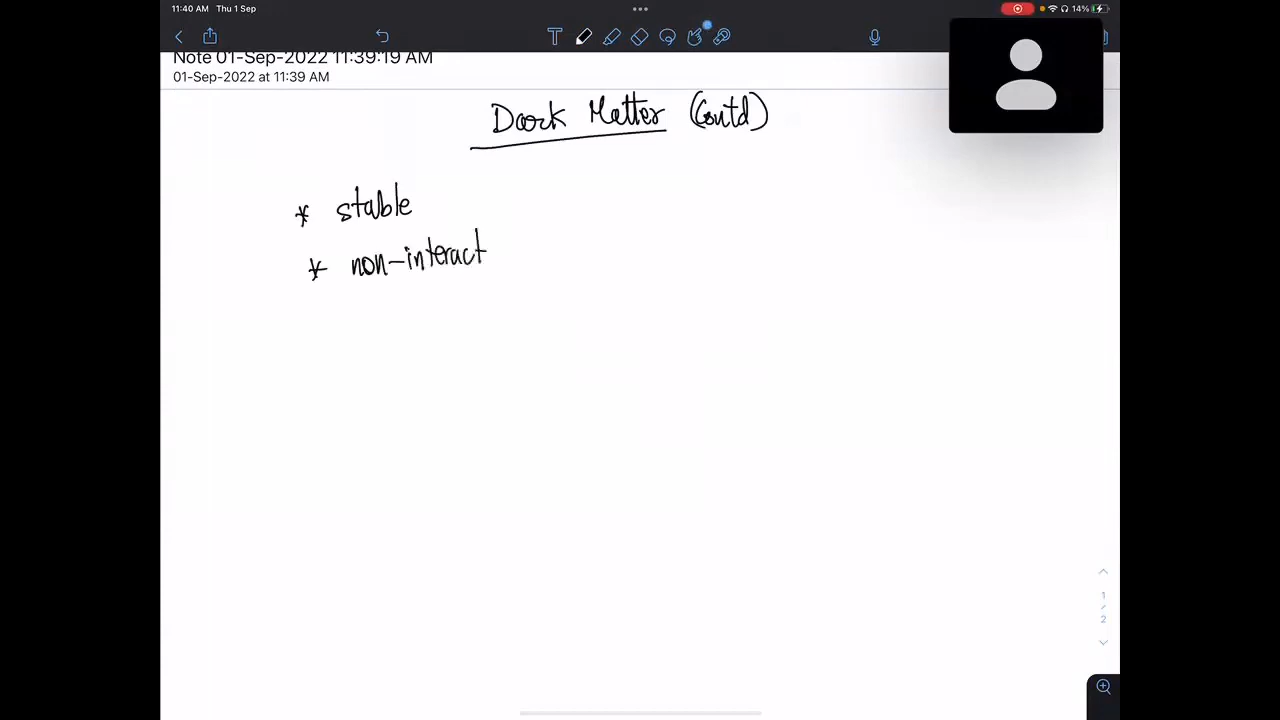 11:40 AM Thu 1 Sep
14%
Note 01-Sep-2022 11:39:19 AM
01-Sep-2022 at 11:39 AM
Dark Matter (Contd)
* stable
* non-interact
1
/
2